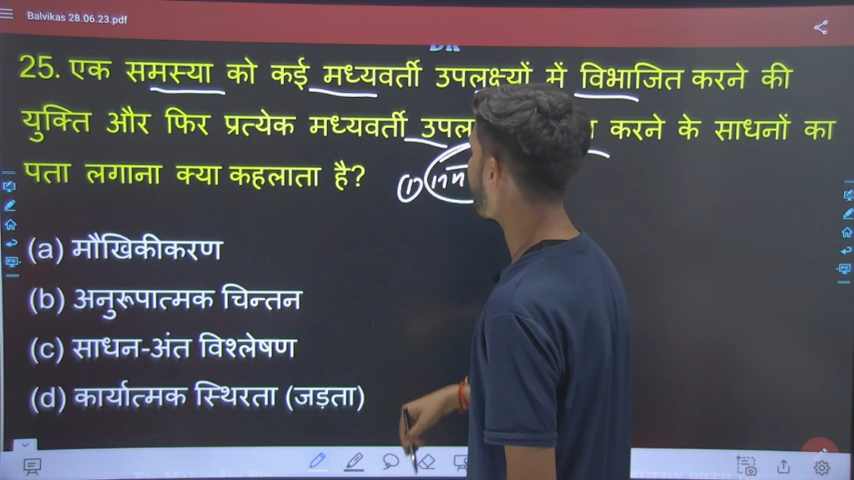 Balvikas 28.06.23.pdf
25. एक समस्या को कई मध्यवर्ती उपलक्ष्यों में विभाजित करने की
युक्ति और फिर प्रत्येक मध्यवर्ती करने के साधनों का
पता लगाना क्या कहलाता है?
(a) मौखिकीकरण
(b) अनुरूपात्मक चिन्तन
(c) साधन-अंत विश्लेषण
(d) कार्यात्मक स्थिरता (जड़ता)